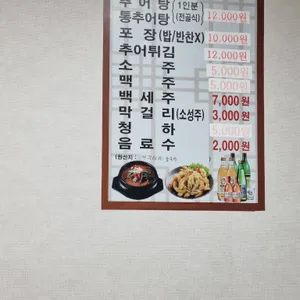 추어탕 (1인분)
통추어탕 (전골식) 12,000원
포 장 (밥/반찬X) 10,000원
추어튀김 12,000원
소 주 5,000원
맥 주 5,000원
백 세 주 7,000원
막 걸 리 (소성주) 3,000원
청 하 5,000원
음 료 수 2,000원
(원산지